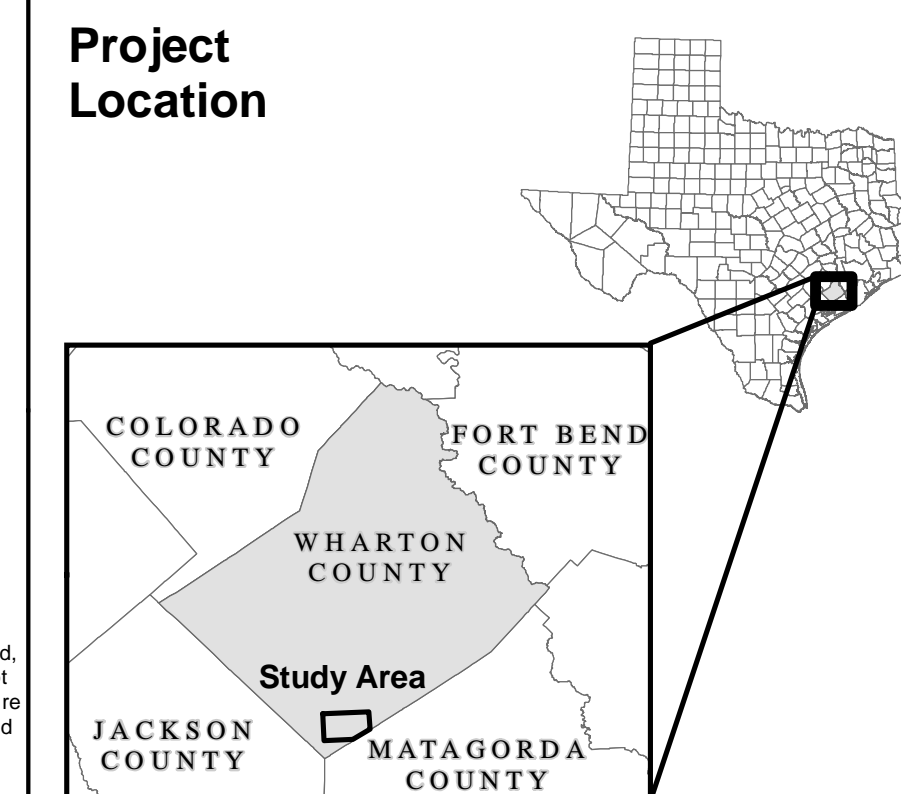 Project
Location
COLORADO
COUNTY
FORT BEND
COUNTY
WHARTON
COUNTY
Study Area
JACKSON
COUNTY
MATAGORDA
COUNTY